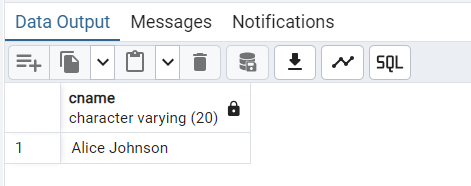 Data Output Messages Notifications
SQL
cname
character varying (20)
1 Alice Johnson